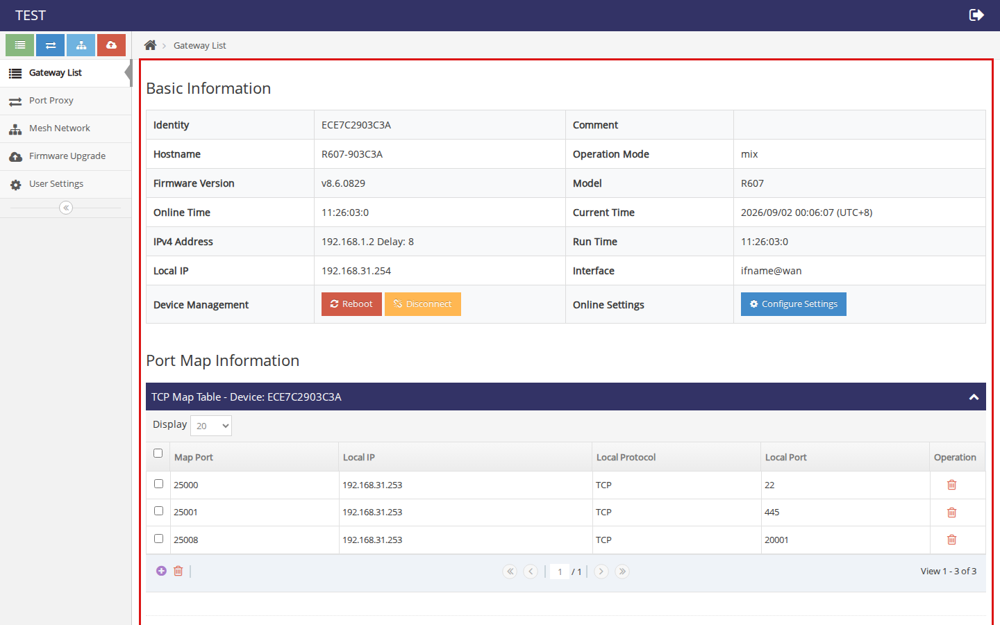 TEST
Gateway List
Gateway List
Port Proxy
Mesh Network
Firmware Upgrade
User Settings
Basic Information
Identity ECE7C2903C3A Comment
Hostname R607-903C3A Operation Mode mix
Firmware Version v8.6.0829 Model R607
Online Time 11:26:03:0 Current Time 2026/09/02 00:06:07 (UTC+8)
IPv4 Address 192.168.1.2 Delay: 8 Run Time 11:26:03:0
Local IP 192.168.31.254 Interface ifname@wan
Device Management Reboot Disconnect Online Settings Configure Settings
Port Map Information
TCP Map Table - Device: ECE7C2903C3A
Display 20
Map Port Local IP Local Protocol Local Port Operation
25000 192.168.31.253 TCP 22
25001 192.168.31.253 TCP 445
25008 192.168.31.253 TCP 20001
1 / 1 View 1 - 3 of 3